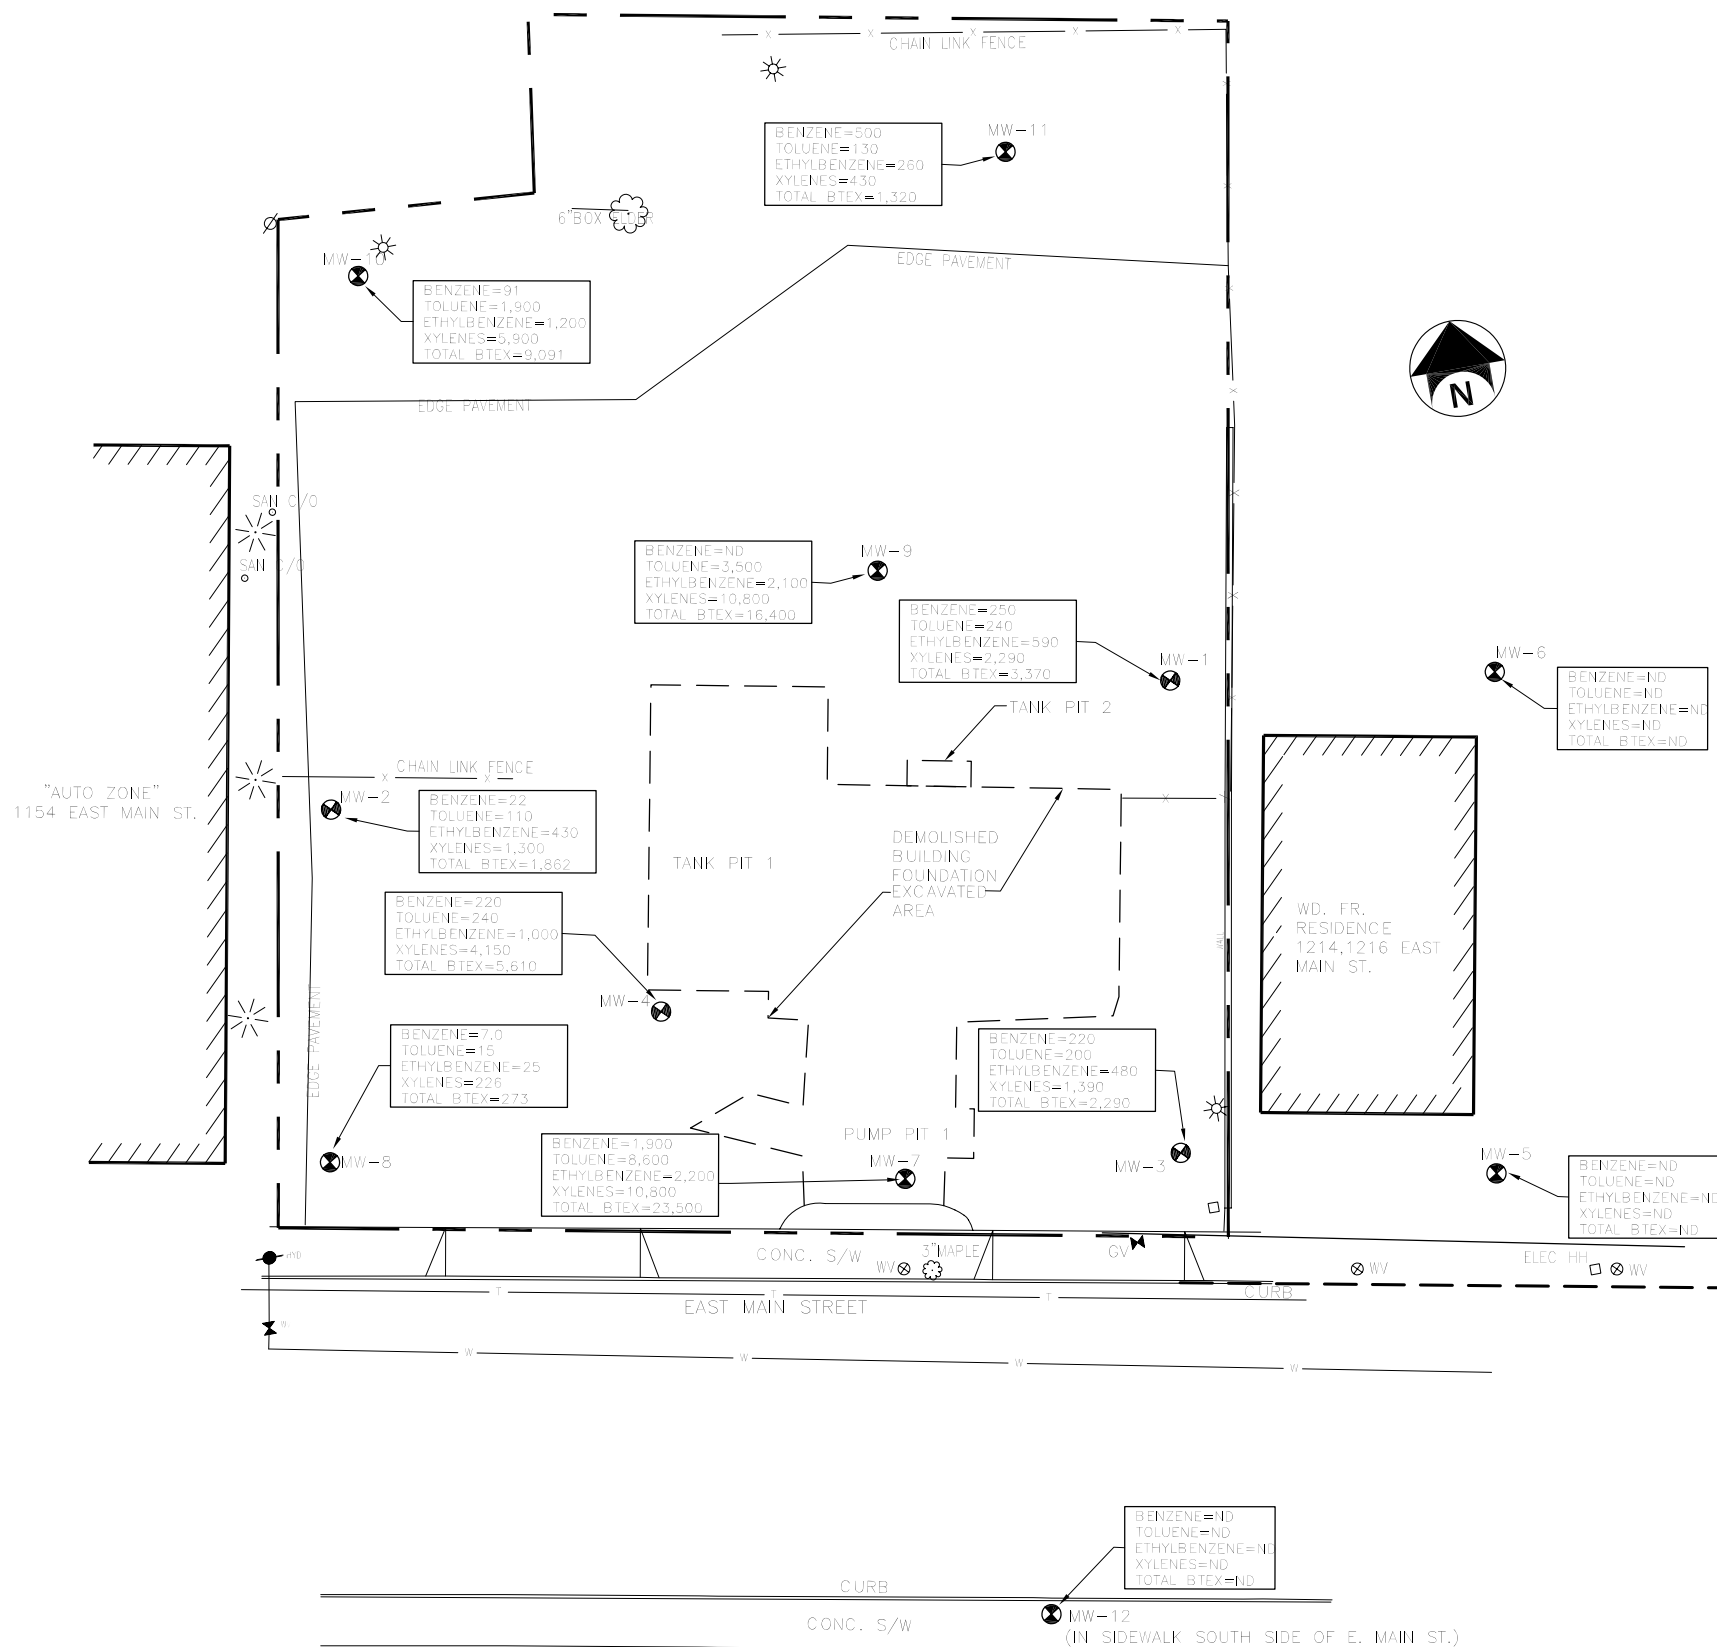 CHAIN LINK FENCE
MW-11
BENZENE=500
TOLUENE=130
ETHYLBENZENE=260
XYLENES=430
TOTAL BTEX=1,320
6"BOX ELDER
MW-10
EDGE PAVEMENT
BENZENE=91
TOLUENE=1,900
ETHYLBENZENE=1,200
XYLENES=5,900
TOTAL BTEX=9,091
EDGE PAVEMENT
N
SAN C/O
SAN C/O
MW-9
BENZENE=ND
TOLUENE=3,500
ETHYLBENZENE=2,100
XYLENES=10,800
TOTAL BTEX=16,400
MW-1
BENZENE=250
TOLUENE=240
ETHYLBENZENE=590
XYLENES=2,290
TOTAL BTEX=3,370
MW-6
BENZENE=ND
TOLUENE=ND
ETHYLBENZENE=ND
XYLENES=ND
TOTAL BTEX=ND
TANK PIT 2
CHAIN LINK FENCE
"AUTO ZONE"
1154 EAST MAIN ST.
MW-2
BENZENE=22
TOLUENE=110
ETHYLBENZENE=430
XYLENES=1,300
TOTAL BTEX=1,862
TANK PIT 1
DEMOLISHED
BUILDING
FOUNDATION
EXCAVATED
AREA
BENZENE=220
TOLUENE=240
ETHYLBENZENE=1,000
XYLENES=4,150
TOTAL BTEX=5,610
MW-4
WALL
WD. FR.
RESIDENCE
1214,1216 EAST
MAIN ST.
EDGE PAVEMENT
BENZENE=7.0
TOLUENE=15
ETHYLBENZENE=25
XYLENES=226
TOTAL BTEX=273
MW-8
BENZENE=220
TOLUENE=200
ETHYLBENZENE=480
XYLENES=1,390
TOTAL BTEX=2,290
MW-3
PUMP PIT 1
MW-7
BENZENE=1,900
TOLUENE=8,600
ETHYLBENZENE=2,200
XYLENES=10,800
TOTAL BTEX=23,500
MW-5
BENZENE=ND
TOLUENE=ND
ETHYLBENZENE=ND
XYLENES=ND
TOTAL BTEX=ND
HYD
CONC. S/W
3"MAPLE
WV
GV
WV
ELEC HH
WV
CURB
T
T
T
EAST MAIN STREET
W
W
W
W
BENZENE=ND
TOLUENE=ND
ETHYLBENZENE=ND
XYLENES=ND
TOTAL BTEX=ND
CURB
CONC. S/W
MW-12
(IN SIDEWALK SOUTH SIDE OF E. MAIN ST.)